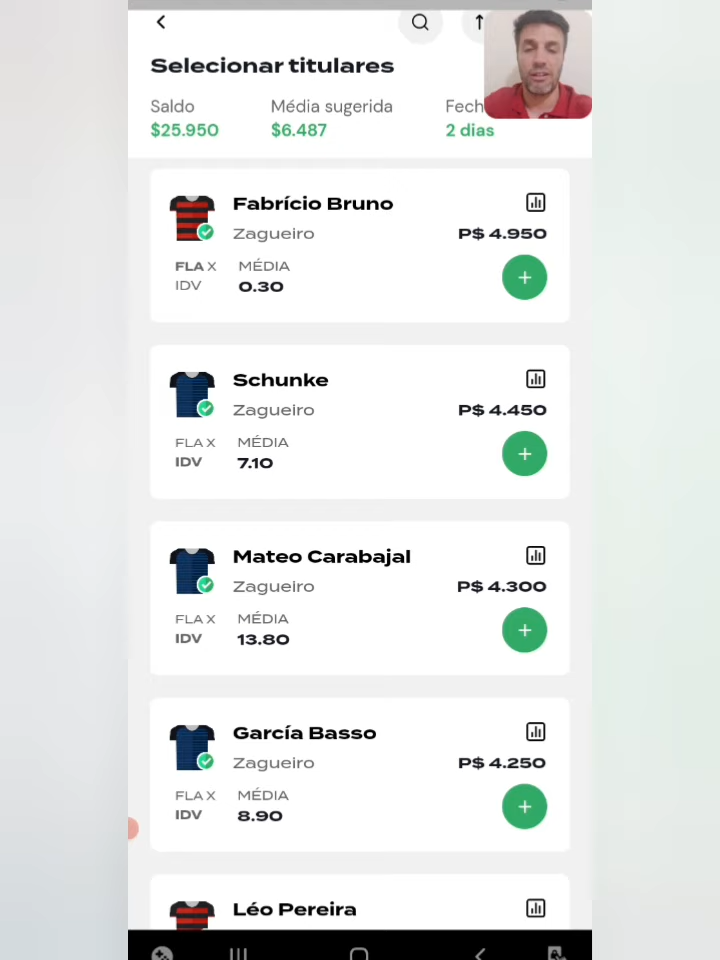 Selecionar titulares
Saldo
Média sugerida
Fech
$25.950
$6.487
2 dias
Fabrício Bruno
Zagueiro
P$ 4.950
FLA X
MÉDIA
IDV
0.30
Schunke
Zagueiro
P$ 4.450
FLA X
MÉDIA
IDV
7.10
Mateo Carabajal
Zagueiro
P$ 4.300
FLA X
MÉDIA
IDV
13.80
García Basso
Zagueiro
P$ 4.250
FLA X
MÉDIA
IDV
8.90
Léo Pereira